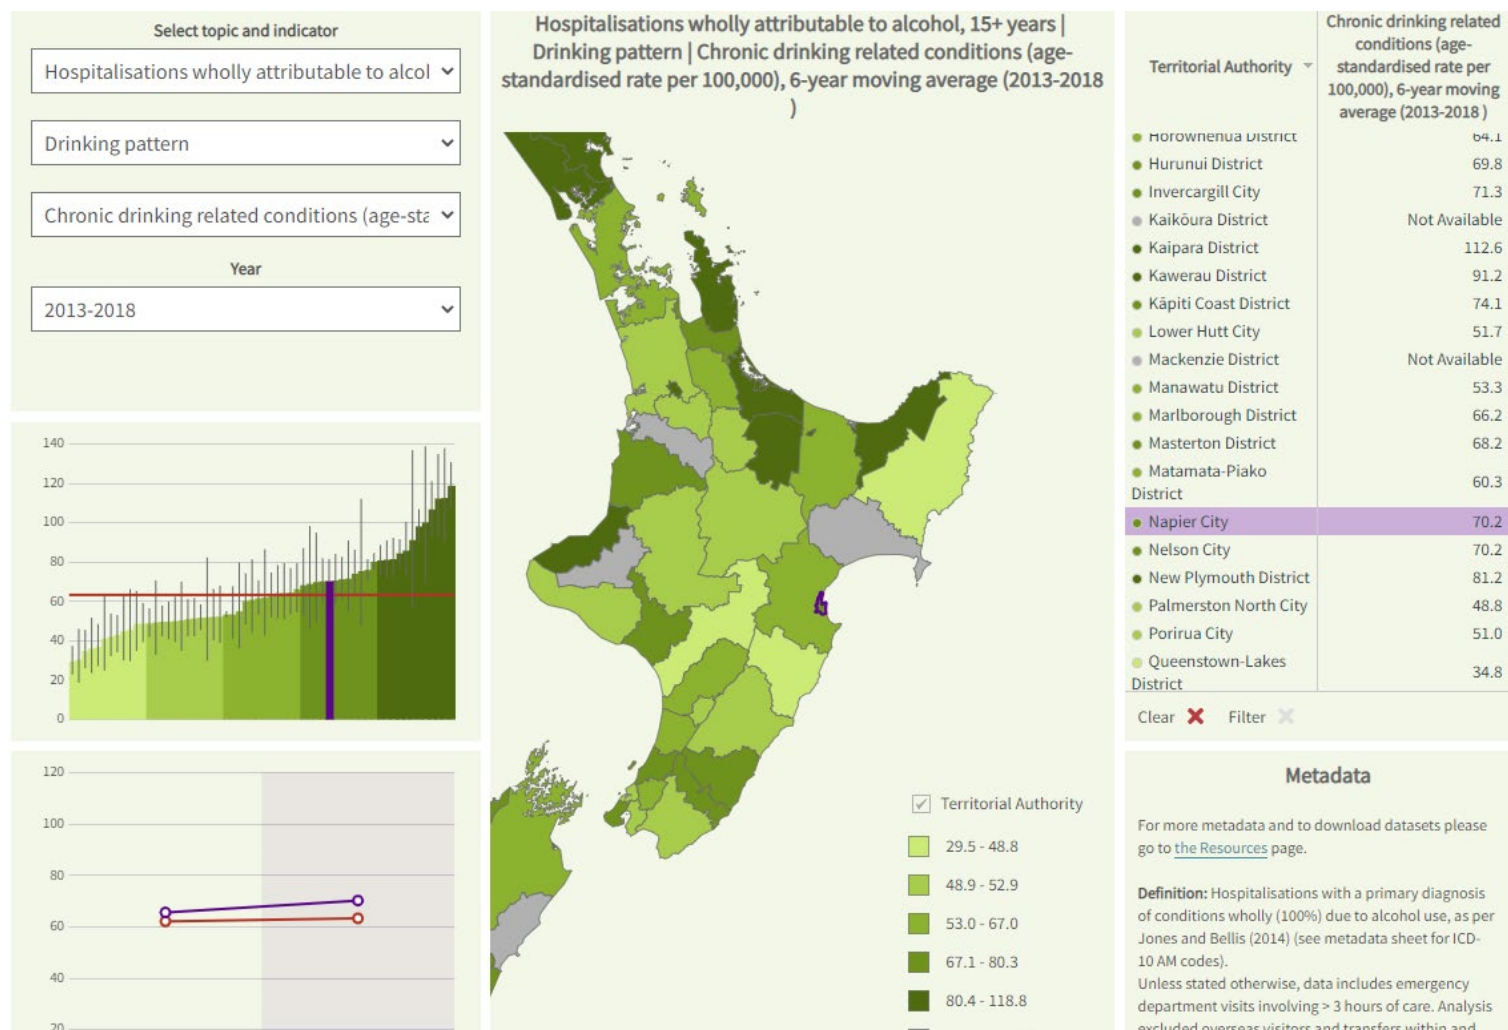 Select topic and indicator
Hospitalisations wholly attributable to alcol
Drinking pattern
Chronic drinking related conditions (age-sta
Year
2013-2018
140
120
100
80
60
40
20
0
120
100
80
60
40
20
Hospitalisations wholly attributable to alcohol, 15+ years |
Drinking pattern | Chronic drinking related conditions (age-
standardised rate per 100,000), 6-year moving average (2013-2018
)
Territorial Authority
29.5 - 48.8
48.9 - 52.9
53.0 - 67.0
67.1 - 80.3
80.4 - 118.8
Territorial Authority
Chronic drinking related
conditions (age-
standardised rate per
100,000), 6-year moving
average (2013-2018 )
Horowhenua District 64.1
Hurunui District 69.8
Invercargill City 71.3
Kaikōura District Not Available
Kaipara District 112.6
Kawerau District 91.2
Kāpiti Coast District 74.1
Lower Hutt City 51.7
Mackenzie District Not Available
Manawatu District 53.3
Marlborough District 66.2
Masterton District 68.2
Matamata-Piako
District 60.3
Napier City 70.2
Nelson City 70.2
New Plymouth District 81.2
Palmerston North City 48.8
Porirua City 51.0
Queenstown-Lakes
District 34.8
Clear Filter
Metadata
For more metadata and to download datasets please
go to the Resources page.
Definition: Hospitalisations with a primary diagnosis
of conditions wholly (100%) due to alcohol use, as per
Jones and Bellis (2014) (see metadata sheet for ICD-
10 AM codes).
Unless stated otherwise, data includes emergency
department visits involving > 3 hours of care. Analysis
excluded overseas visitors and transfers within and